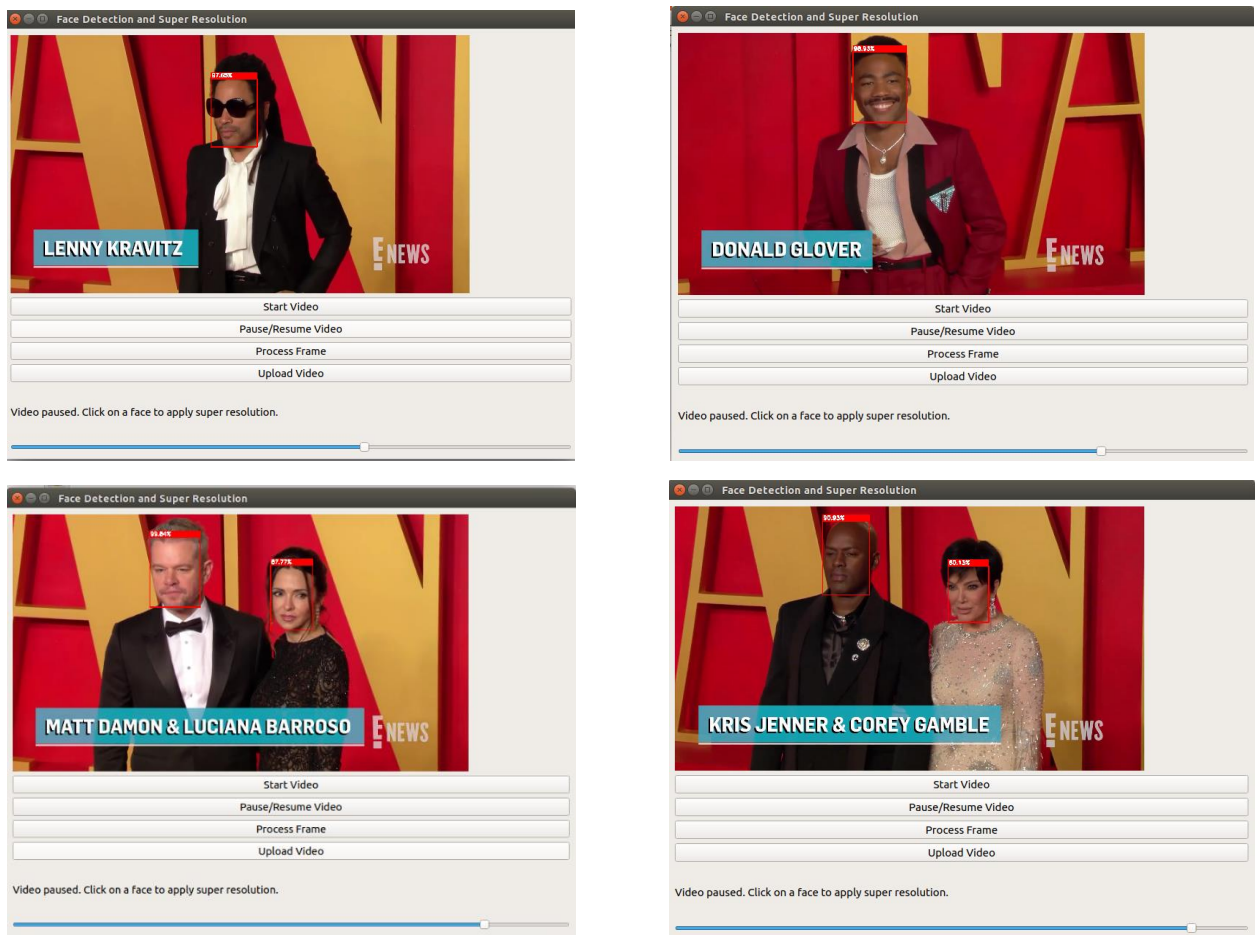 Face Detection and Super Resolution
97.65%
LENNY KRAVITZ
E NEWS
Start Video
Pause/Resume Video
Process Frame
Upload Video
Video paused. Click on a face to apply super resolution.
Face Detection and Super Resolution
98.93%
DONALD GLOVER
E NEWS
Start Video
Pause/Resume Video
Process Frame
Upload Video
Video paused. Click on a face to apply super resolution.
Face Detection and Super Resolution
99.84%
87.77%
MATT DAMON & LUCIANA BARROSO
E NEWS
Start Video
Pause/Resume Video
Process Frame
Upload Video
Video paused. Click on a face to apply super resolution.
Face Detection and Super Resolution
90.93%
80.13%
KRIS JENNER & COREY GAMBLE
E NEWS
Start Video
Pause/Resume Video
Process Frame
Upload Video
Video paused. Click on a face to apply super resolution.